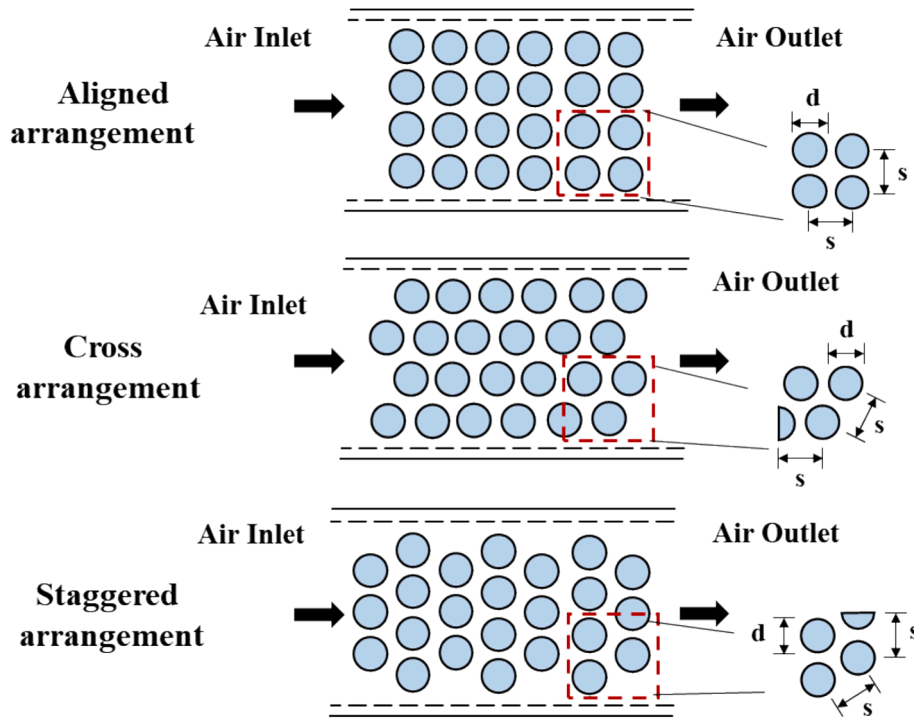 Air Inlet
Air Outlet
Aligned
arrangement
d
s
s
Air Inlet
Air Outlet
Cross
arrangement
d
s
s
Air Inlet
Air Outlet
Staggered
arrangement
d
s
s